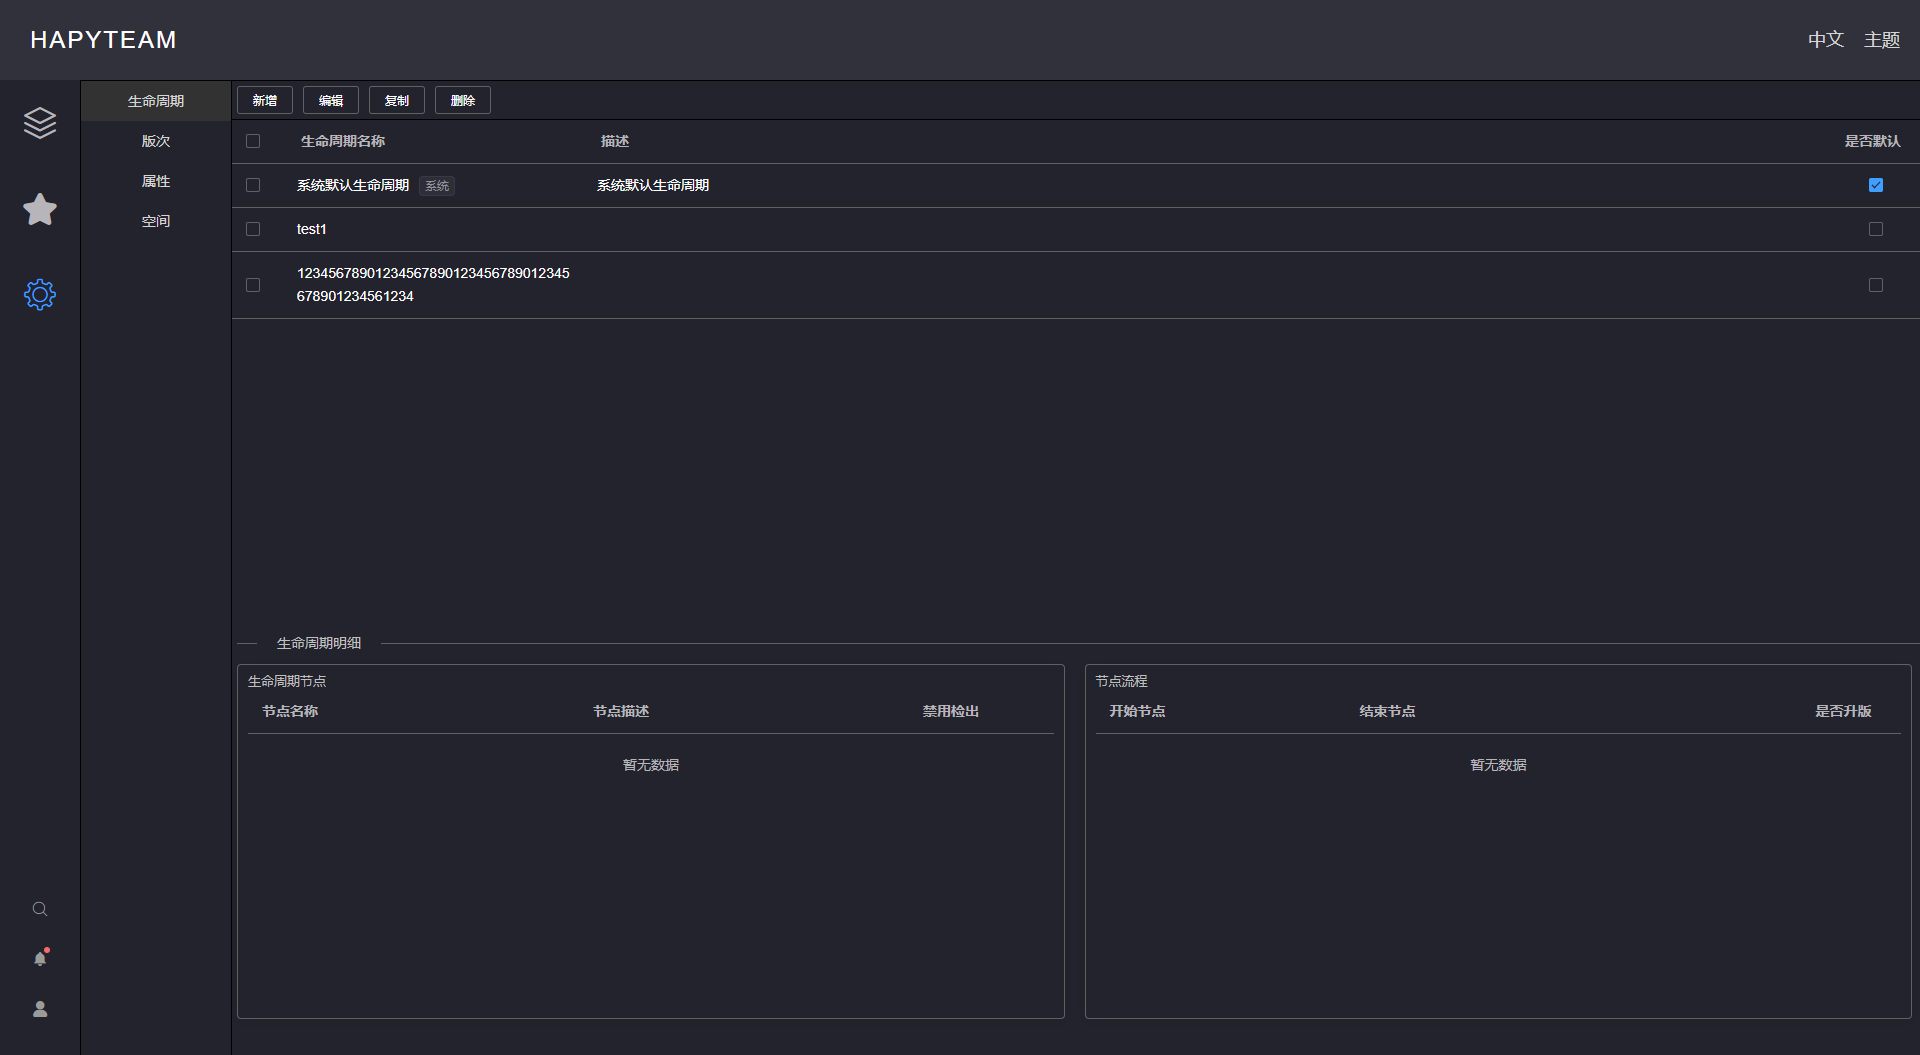 HAPYTEAM
中文 主题
生命周期
版次
属性
空间
新增 编辑 复制 删除
生命周期名称 描述 是否默认
系统默认生命周期 系统 系统默认生命周期
test1
12345678901234567890123456789012345
678901234561234
生命周期明细
生命周期节点
节点名称 节点描述 禁用检出
暂无数据
节点流程
开始节点 结束节点 是否升版
暂无数据